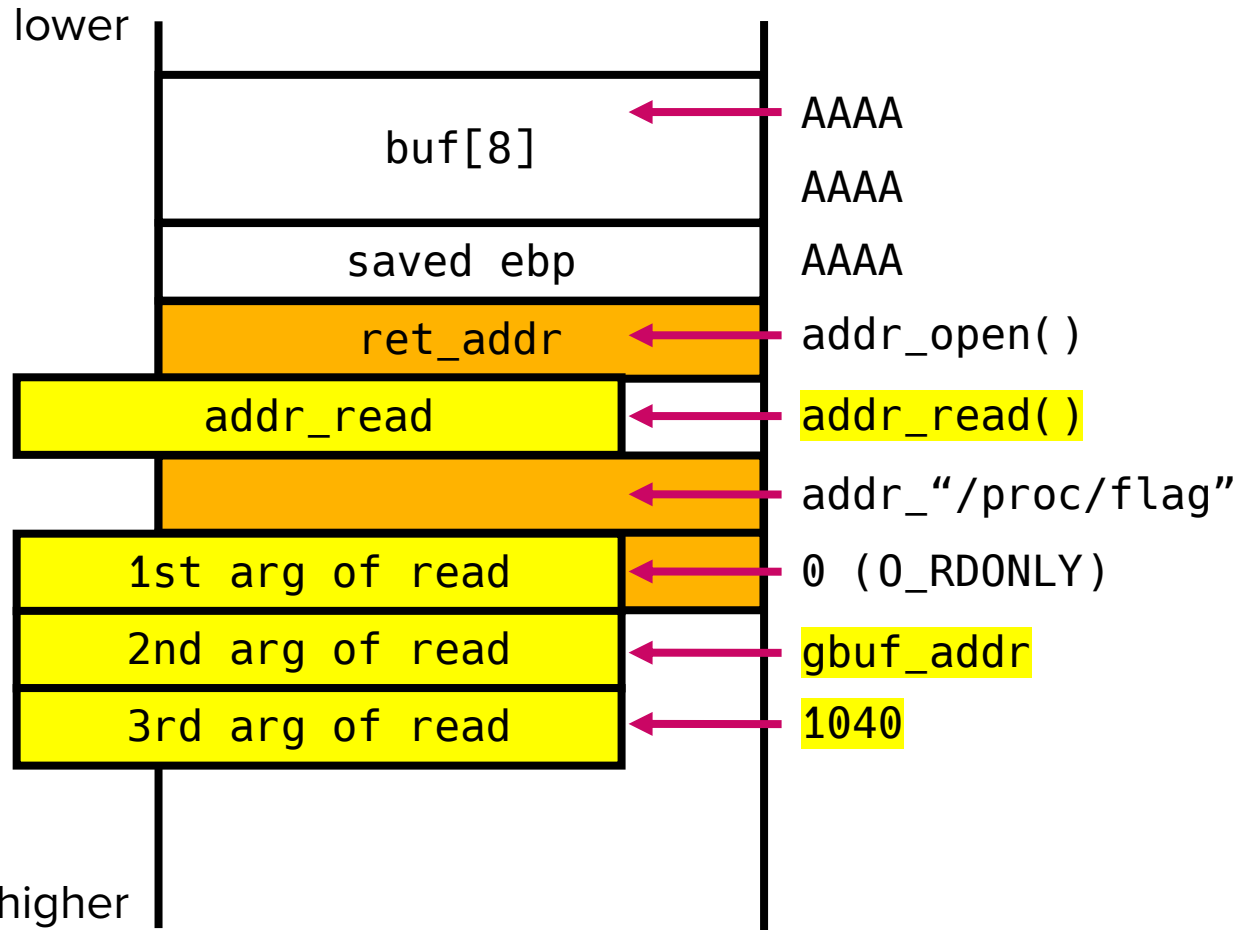 lower
AAAA
buf[8]
AAAA
saved ebp
AAAA
ret_addr
addr_open()
addr_read
addr_read()
addr_“/proc/flag”
1st arg of read
0 (O_RDONLY)
2nd arg of read
gbuf_addr
3rd arg of read
1040
higher